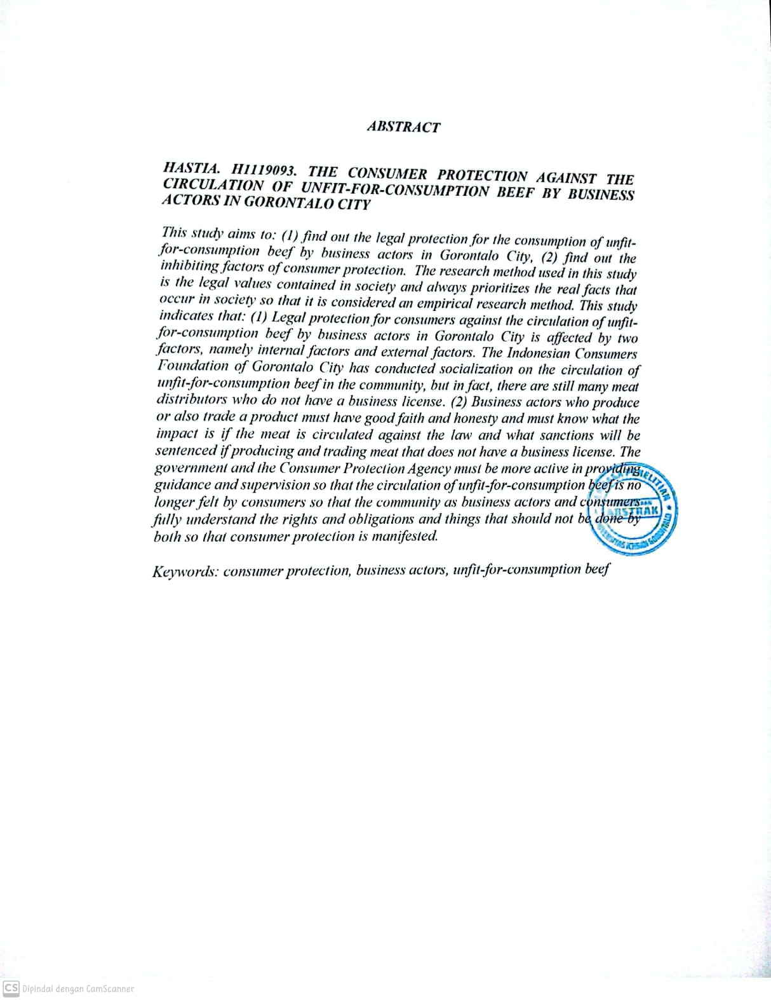 ABSTRACT
HASTIA. H1119093. THE CONSUMER PROTECTION AGAINST THE
CIRCULATION OF UNFIT-FOR-CONSUMPTION BEEF BY BUSINESS
ACTORS IN GORONTALO CITY
This study aims to: (1) find out the legal protection for the consumption of unfit-
for-consumption beef by business actors in Gorontalo City, (2) find out the
inhibiting factors of consumer protection. The research method used in this study
is the legal values contained in society and always prioritizes the real facts that
occur in society so that it is considered an empirical research method. This study
indicates that: (1) Legal protection for consumers against the circulation of unfit-
for-consumption beef by business actors in Gorontalo City is affected by two
factors, namely internal factors and external factors. The Indonesian Consumers
Foundation of Gorontalo City has conducted socialization on the circulation of
unfit-for-consumption beef in the community, but in fact, there are still many meat
distributors who do not have a business license. (2) Business actors who produce
or also trade a product must have good faith and honesty and must know what the
impact is if the meat is circulated against the law and what sanctions will be
sentenced if producing and trading meat that does not have a business license. The
government and the Consumer Protection Agency must be more active in providing
guidance and supervision so that the circulation of unfit-for-consumption beef is no
longer felt by consumers so that the community as business actors and consumers
fully understand the rights and obligations and things that should not be done by
both so that consumer protection is manifested.
Keywords: consumer protection, business actors, unfit-for-consumption beef
ABSTRAK
ICHSAN GORONTALO
CS Dipindai dengan CamScanner